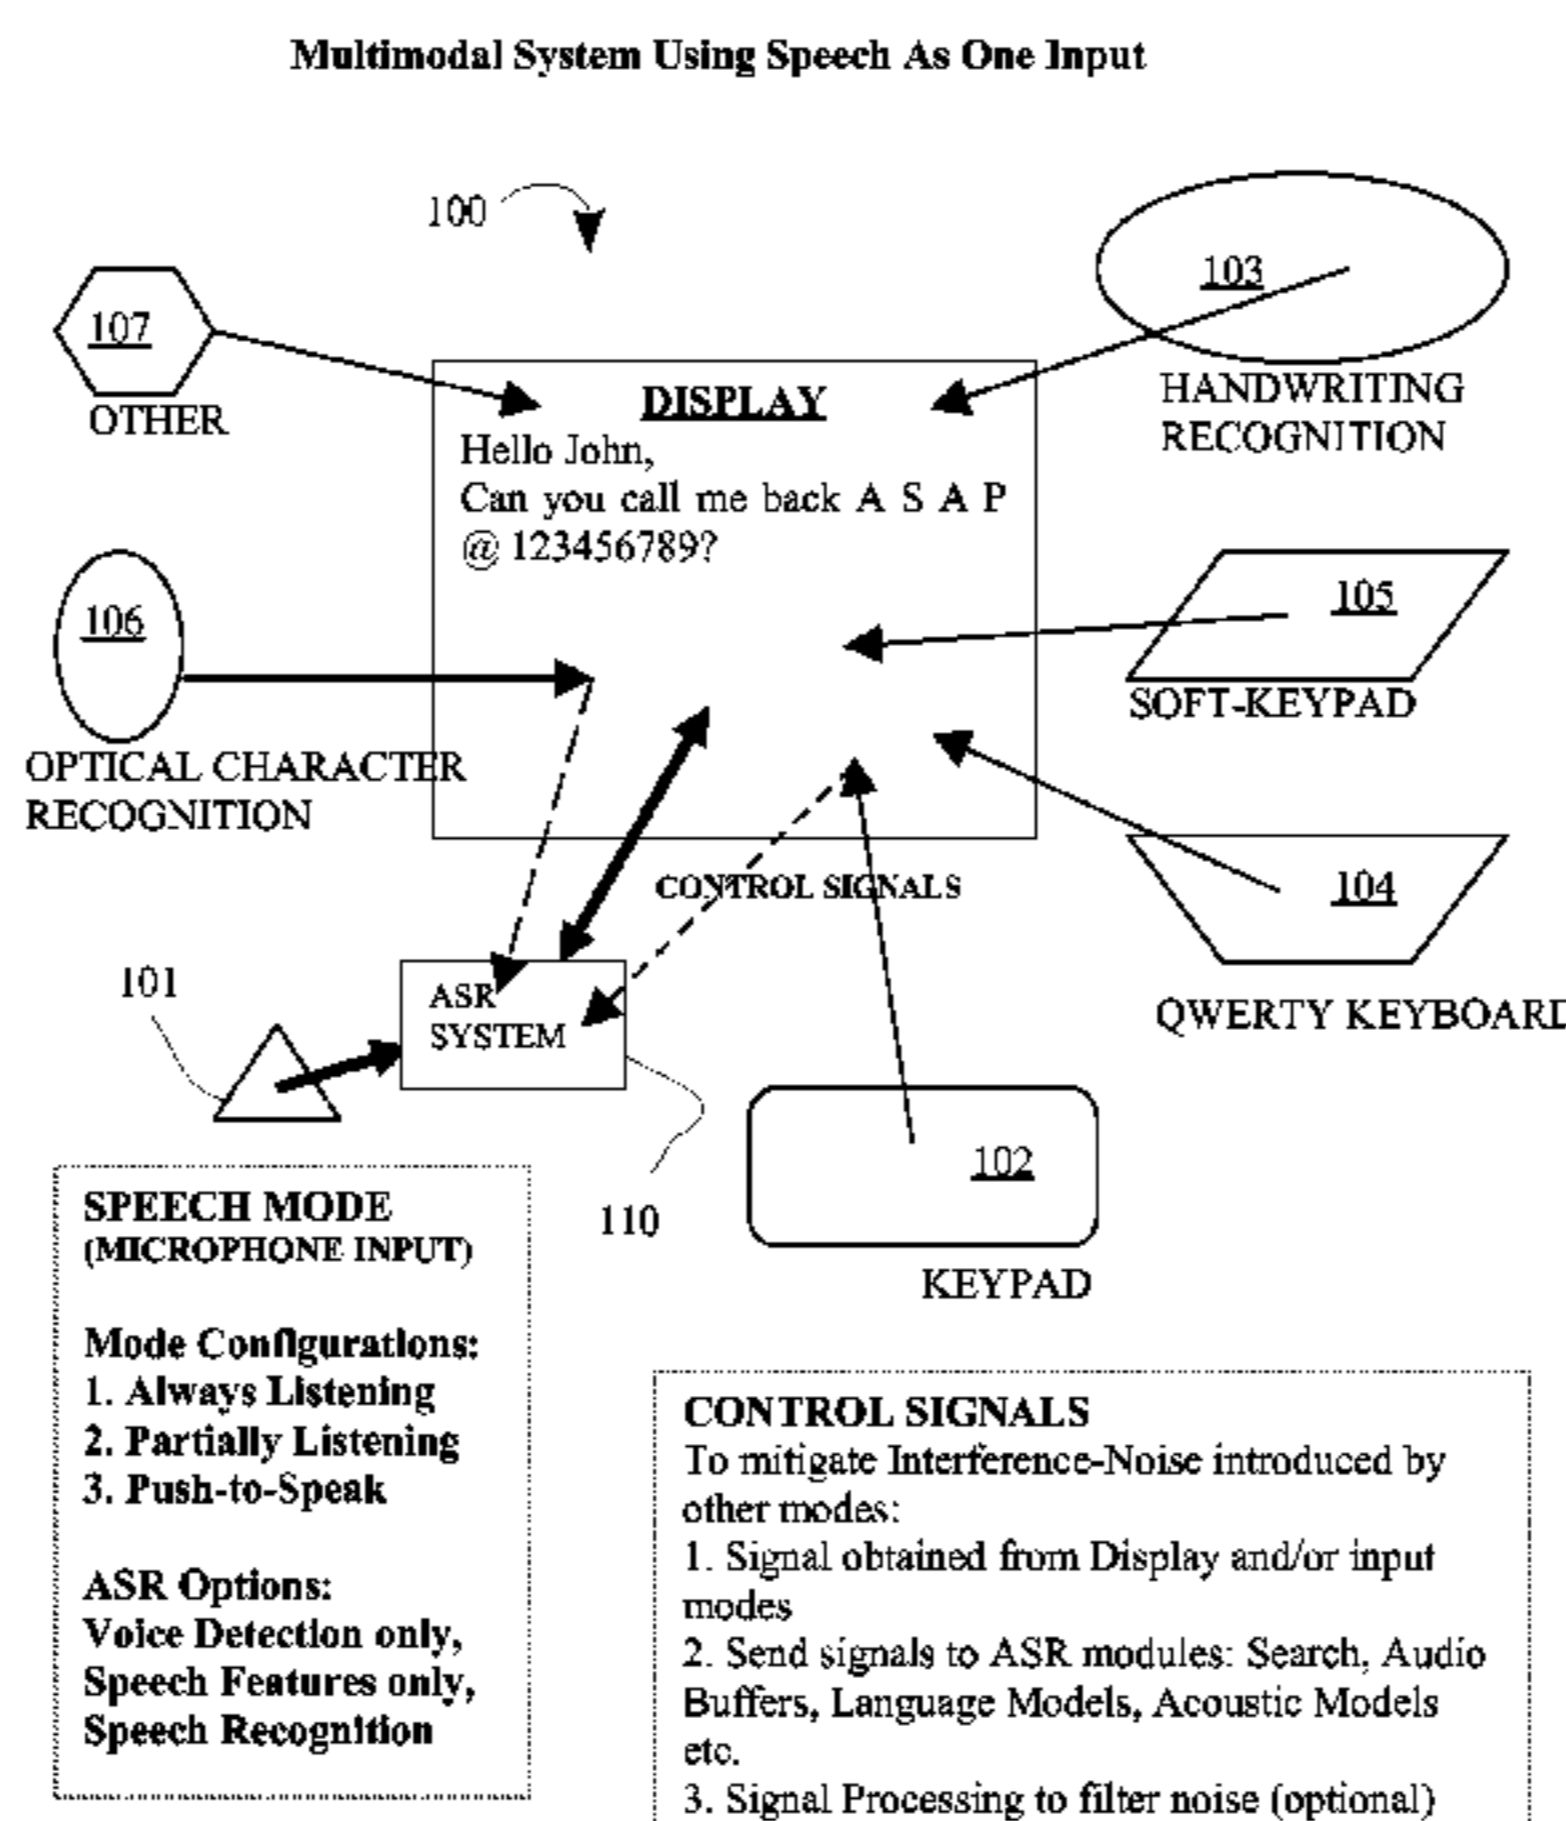 Multimodal System Using Speech As One Input
100
103
107
HANDWRITING
RECOGNITION
OTHER
DISPLAY
Hello John,
Can you call me back A S A P
@ 123456789?
106
105
SOFT-KEYPAD
OPTICAL CHARACTER
RECOGNITION
CONTROL SIGNALS
104
QWERTY KEYBOARD
101
ASR
SYSTEM
102
110
KEYPAD
SPEECH MODE
(MICROPHONE INPUT)
Mode Configurations:
1. Always Listening
2. Partially Listening
3. Push-to-Speak
ASR Options:
Voice Detection only,
Speech Features only,
Speech Recognition
CONTROL SIGNALS
To mitigate Interference-Noise introduced by
other modes:
1. Signal obtained from Display and/or input
modes
2. Send signals to ASR modules: Search, Audio
Buffers, Language Models, Acoustic Models
etc.
3. Signal Processing to filter noise (optional)